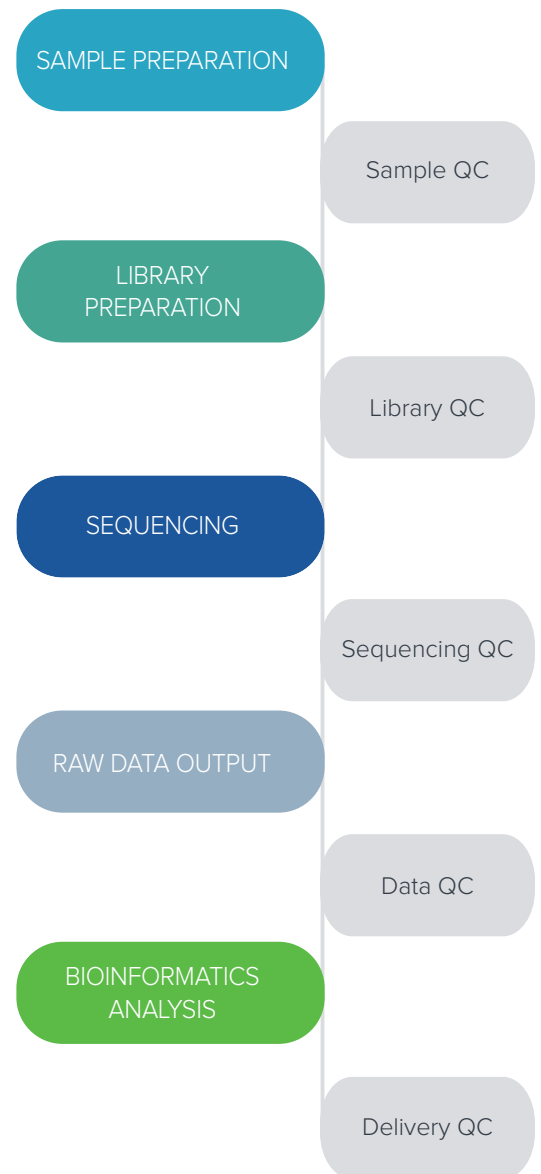 SAMPLE PREPARATION
Sample QC
LIBRARY
PREPARATION
Library QC
SEQUENCING
Sequencing QC
RAW DATA OUTPUT
Data QC
BIOINFORMATICS
ANALYSIS
Delivery QC